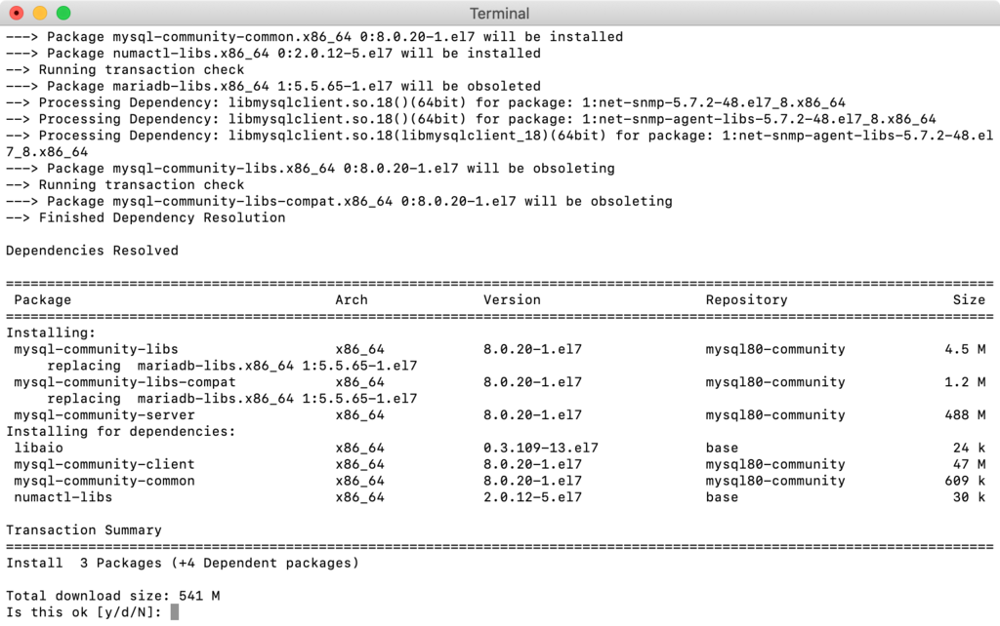 Terminal
---> Package mysql-community-common.x86_64 0:8.0.20-1.el7 will be installed
---> Package numactl-libs.x86_64 0:2.0.12-5.el7 will be installed
--> Running transaction check
---> Package mariadb-libs.x86_64 1:5.5.65-1.el7 will be obsoleted
--> Processing Dependency: libmysqlclient.so.18()(64bit) for package: 1:net-snmp-5.7.2-48.el7_8.x86_64
--> Processing Dependency: libmysqlclient.so.18()(64bit) for package: 1:net-snmp-agent-libs-5.7.2-48.el7_8.x86_64
--> Processing Dependency: libmysqlclient.so.18(libmysqlclient_18)(64bit) for package: 1:net-snmp-agent-libs-5.7.2-48.el
7_8.x86_64
---> Package mysql-community-libs.x86_64 0:8.0.20-1.el7 will be obsoleting
--> Running transaction check
---> Package mysql-community-libs-compat.x86_64 0:8.0.20-1.el7 will be obsoleting
--> Finished Dependency Resolution

Dependencies Resolved

========================================================================================================================
 Package                                Arch              Version                    Repository                    Size
========================================================================================================================
Installing:
 mysql-community-libs                   x86_64            8.0.20-1.el7               mysql80-community            4.5 M
     replacing  mariadb-libs.x86_64 1:5.5.65-1.el7
 mysql-community-libs-compat            x86_64            8.0.20-1.el7               mysql80-community            1.2 M
     replacing  mariadb-libs.x86_64 1:5.5.65-1.el7
 mysql-community-server                 x86_64            8.0.20-1.el7               mysql80-community            488 M
Installing for dependencies:
 libaio                                 x86_64            0.3.109-13.el7             base                          24 k
 mysql-community-client                 x86_64            8.0.20-1.el7               mysql80-community             47 M
 mysql-community-common                 x86_64            8.0.20-1.el7               mysql80-community            609 k
 numactl-libs                           x86_64            2.0.12-5.el7               base                          30 k

Transaction Summary
========================================================================================================================
Install  3 Packages (+4 Dependent packages)

Total download size: 541 M
Is this ok [y/d/N]: